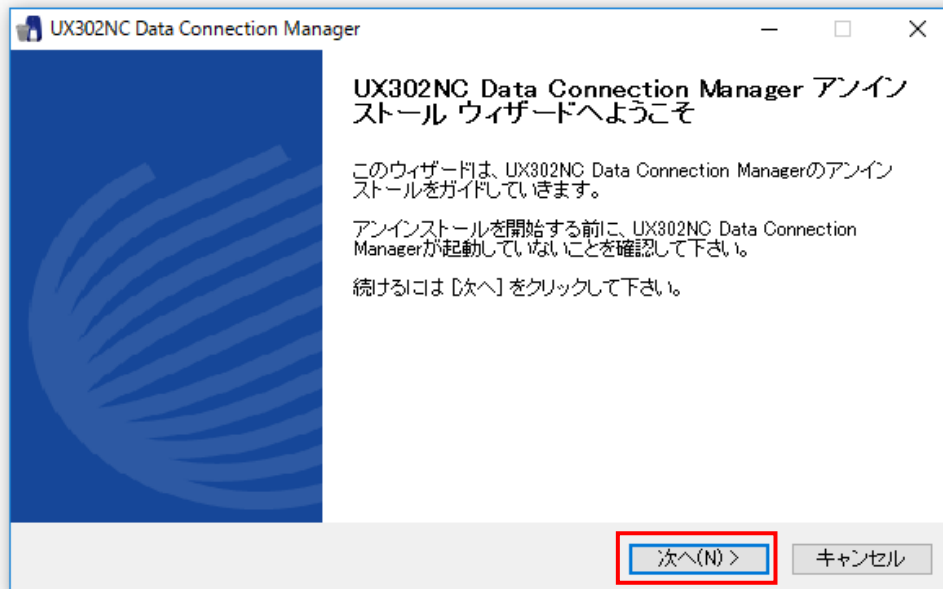 UX302NC Data Connection Manager
UX302NC Data Connection Manager アンイン
ストール ウィザードへようこそ
このウィザードは、UX302NC Data Connection Managerのアンイン
ストールをガイドしていきます。
アンインストールを開始する前に、UX302NC Data Connection
Managerが起動していないことを確認して下さい。
続けるには [次へ] をクリックして下さい。
次へ(N) >
キャンセル